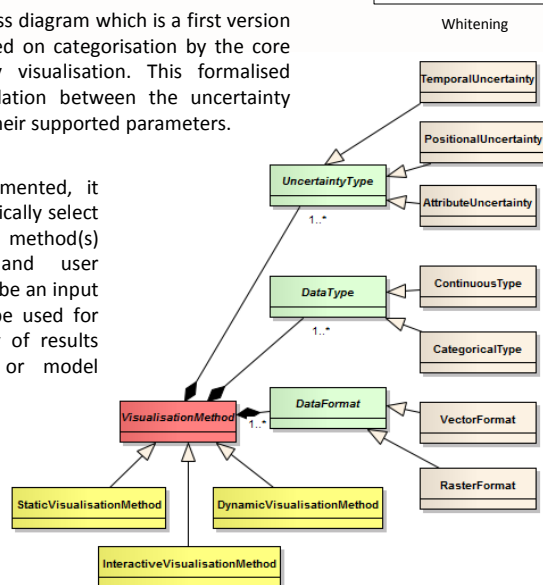 ss diagram which is a first version
ed on categorisation by the core
visualisation. This formalised
lation between the uncertainty
heir supported parameters.
mented, it
ically select
method(s)
and user
be an input
be used for
of results
or model
Whitening
TemporalUncertainty
PositionalUncertainty
UncertaintyType
AttributeUncertainty
1..*
ContinuousType
DataType
1..*
CategoricalType
DataFormat
VisualisationMethod
1..*
VectorFormat
RasterFormat
StaticVisualisationMethod
DynamicVisualisationMethod
InteractiveVisualisationMethod